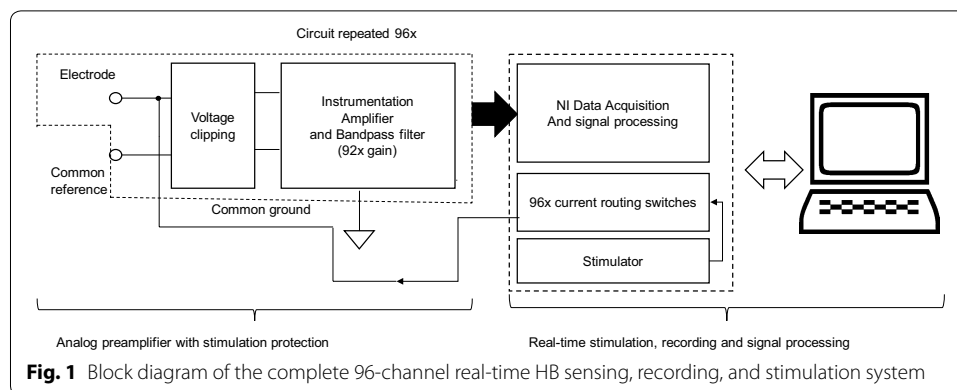 Circuit repeated 96x
Electrode
Common
reference
Voltage
clipping
Instrumentation
Amplifier
and Bandpass filter
(92x gain)
Common ground
NI Data Acquisition
And signal processing
96x current routing switches
Stimulator
Analog preamplifier with stimulation protection
Real-time stimulation, recording and signal processing
Fig. 1 Block diagram of the complete 96-channel real-time HB sensing, recording, and stimulation system